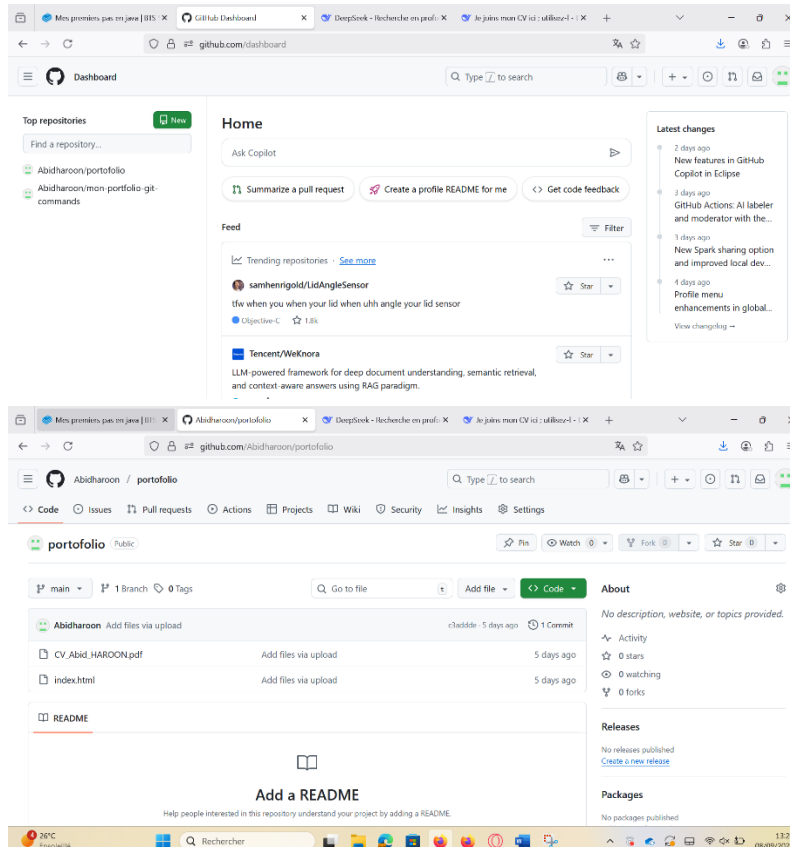 Mes premiers pas en java | BTS
GitHub Dashboard
DeepSeek - Recherche en profo
Je joins mon CV ici : utilisez-l - l
github.com/dashboard
Dashboard
Type / to search
Top repositories
New
Find a repository...
Abidharoon/portofolio
Abidharoon/mon-portfolio-git-
commands
Home
Ask Copilot
Summarize a pull request
Create a profile README for me
<> Get code feedback
Feed
Filter
Trending repositories · See more
samhenrigold/LidAngleSensor
Star
tfw when you when your lid when uhh angle your lid sensor
Objective-C
1.8k
Tencent/WeKnora
Star
LLM-powered framework for deep document understanding, semantic retrieval,
and context-aware answers using RAG paradigm.
Latest changes
2 days ago
New features in GitHub
Copilot in Eclipse
3 days ago
GitHub Actions: AI labeler
and moderator with the...
3 days ago
New Spark sharing option
and improved local dev...
4 days ago
Profile menu
enhancements in global...
View changelog →
Mes premiers pas en java | BTS
Abidharoon/portofolio
DeepSeek - Recherche en profo
Je joins mon CV ici : utilisez-l - l
github.com/Abidharoon/portofolio
Abidharoon / portofolio
Type / to search
<> Code
Issues
Pull requests
Actions
Projects
Wiki
Security
Insights
Settings
portofolio
Public
Pin
Watch 0
Fork 0
Star 0
main
1 Branch
0 Tags
Go to file
t
Add file
<> Code
Abidharoon Add files via upload
c3addde · 5 days ago
1 Commit
CV_Abid_HAROON.pdf
Add files via upload
5 days ago
index.html
Add files via upload
5 days ago
README
Add a README
Help people interested in this repository understand your project by adding a README.
About
No description, website, or topics provided.
Activity
0 stars
0 watching
0 forks
Releases
No releases published
Create a new release
Packages
No packages published
26°C
Ensoleillé
Rechercher
13:2
08/09/202